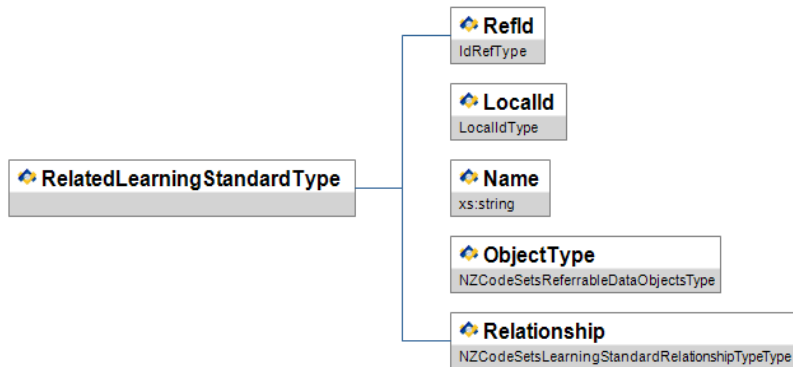 RefId
IdRefType
LocalId
LocalIdType
Name
xs:string
RelatedLearningStandardType
ObjectType
NZCodeSetsReferrableDataObjectsType
Relationship
NZCodeSetsLearningStandardRelationshipTypeType